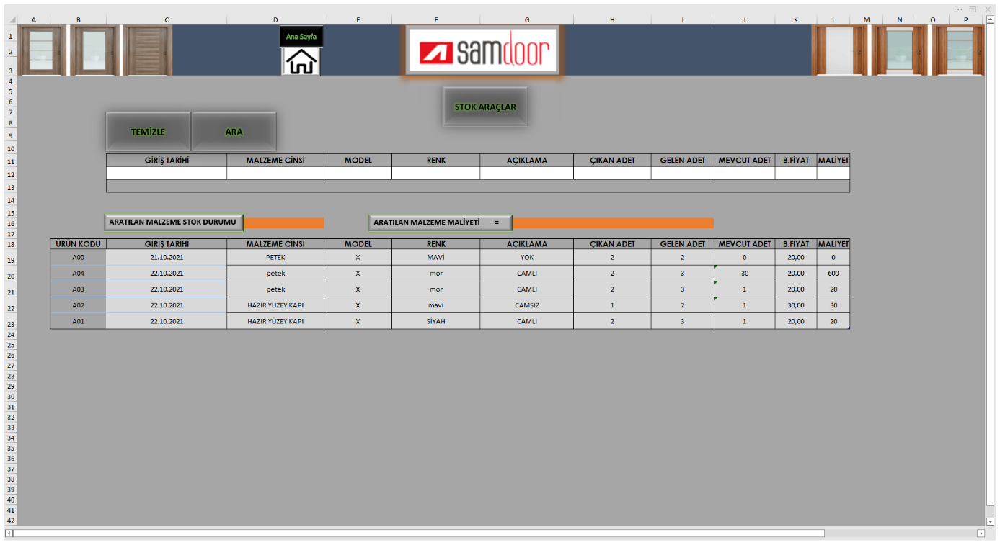 A B C D E F G H I J K L M N O P
1 Ana Sayfa samdoor
2
3
4
5
6
7 STOK ARAÇLAR
8
9 TEMİZLE ARA
10
11 GİRİŞ TARİHİ MALZEME CİNSİ MODEL RENK AÇIKLAMA ÇIKAN ADET GELEN ADET MEVCUT ADET B.FİYAT MALİYET
12
13
14
15
16 ARATILAN MALZEME STOK DURUMU ARATILAN MALZEME MALİYETİ =
17
18 ÜRÜN KODU GİRİŞ TARİHİ MALZEME CİNSİ MODEL RENK AÇIKLAMA ÇIKAN ADET GELEN ADET MEVCUT ADET B.FİYAT MALİYET
19 A00 21.10.2021 PETEK X MAVİ YOK 2 2 0 20,00 0
20 A04 22.10.2021 petek X mor CAMLI 2 3 30 20,00 600
21 A03 22.10.2021 petek X mor CAMLI 2 3 1 20,00 20
22 A02 22.10.2021 HAZIR YÜZEY KAPI X mavi CAMSIZ 1 2 1 30,00 30
23 A01 22.10.2021 HAZIR YÜZEY KAPI X SİYAH CAMLI 2 3 1 20,00 20
24
25
26
27
28
29
30
31
32
33
34
35
36
37
38
39
40
41
42